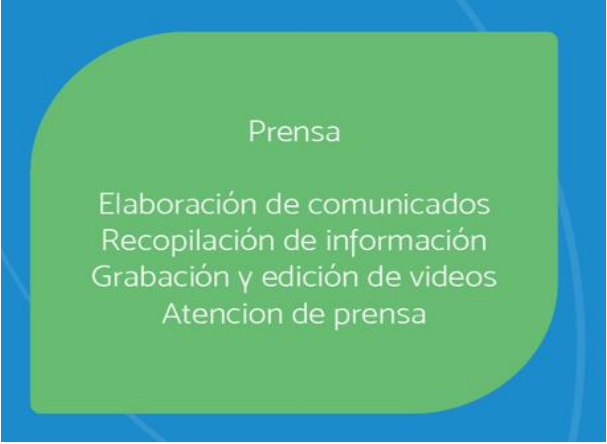 Prensa
Elaboración de comunicados
Recopilación de información
Grabación y edición de videos
Atencion de prensa